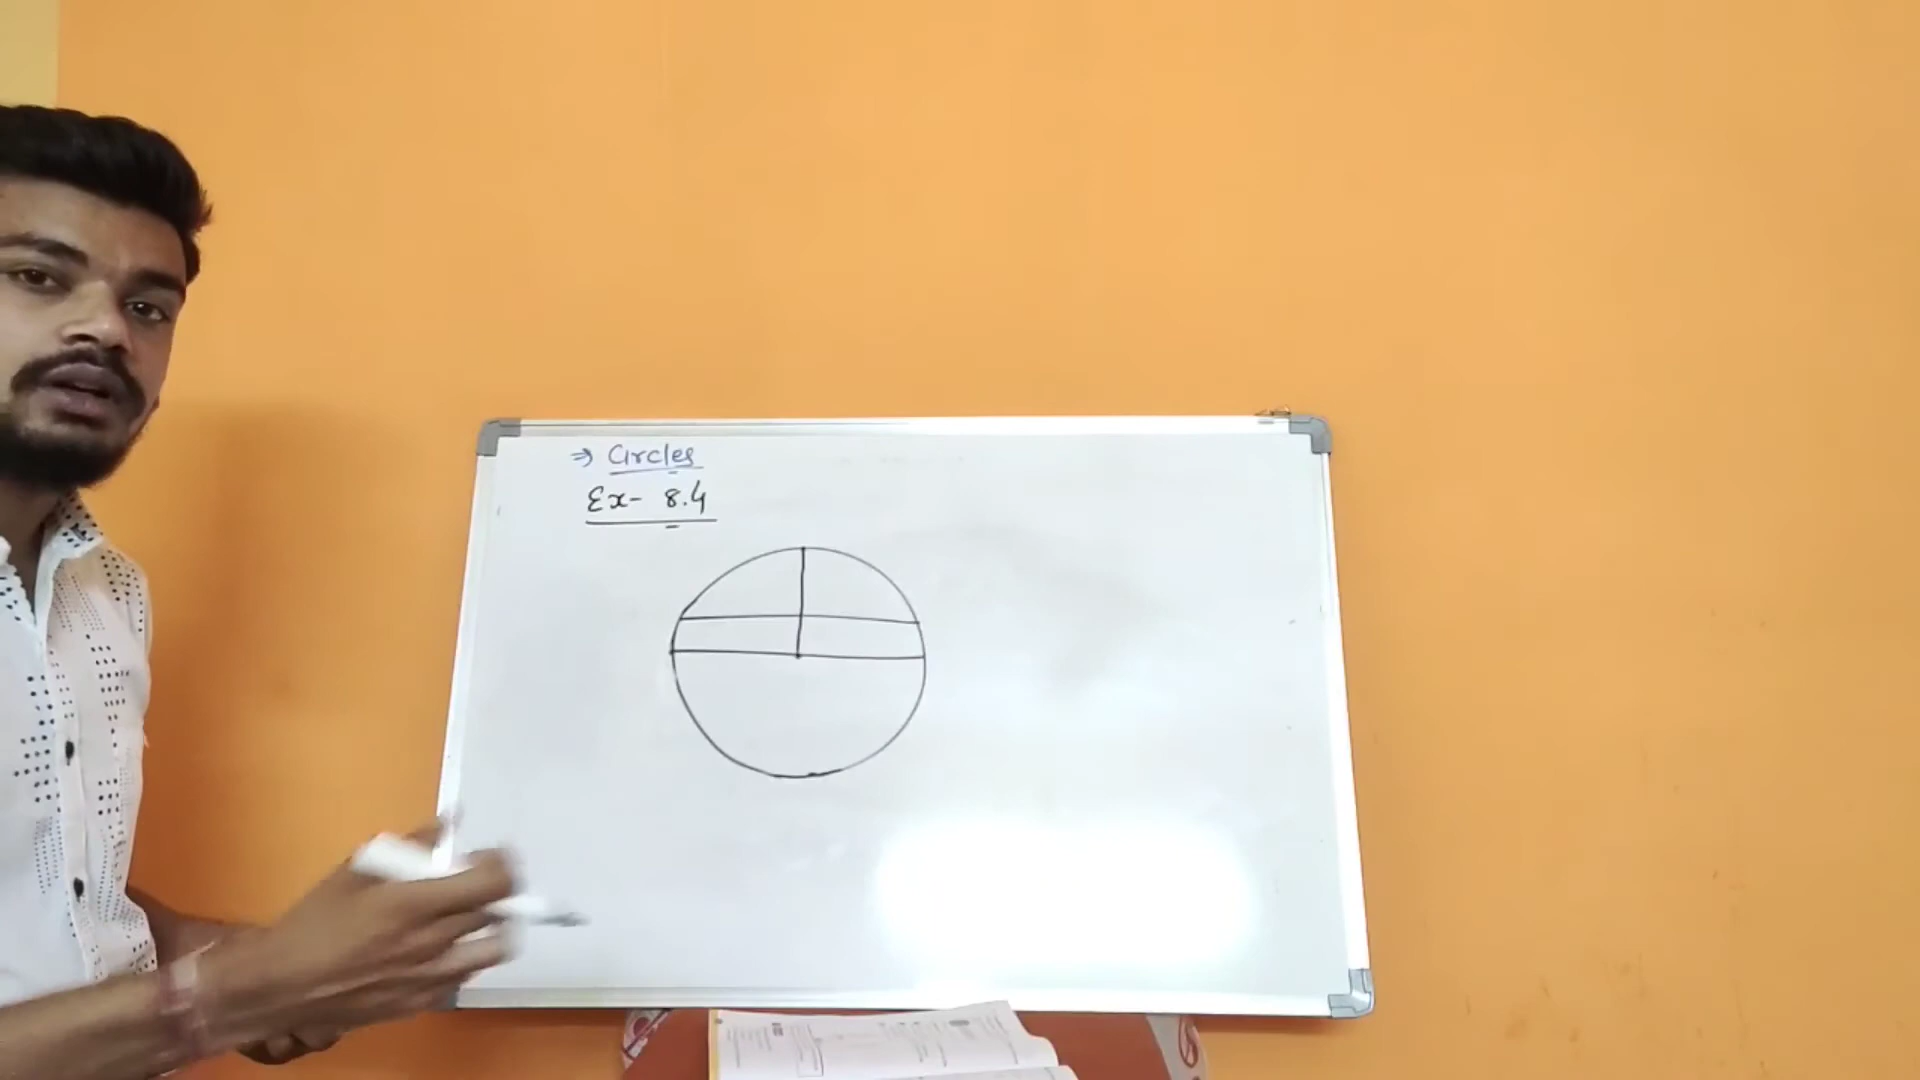 ⇒ Circles
Ex- 8.4